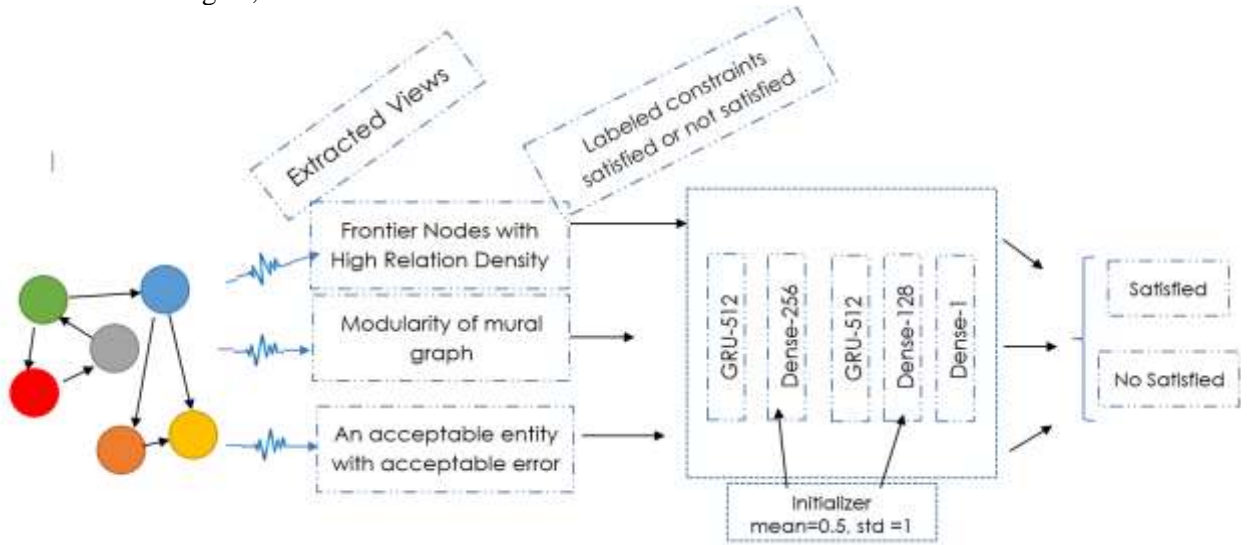 Extracted Views
Labeled constraints
satisfied or not satisfied
Frontier Nodes with
High Relation Density
Modularity of mural
graph
An acceptable entity
with acceptable error
GRU-512
Dense-256
GRU-512
Dense-128
Dense-1
Initializer
mean=0.5, std =1
Satisfied
No Satisfied